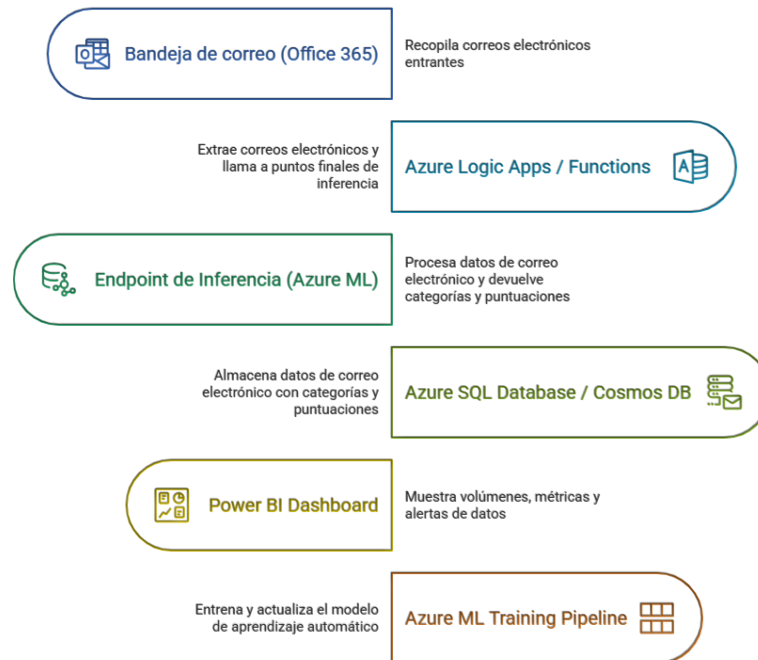 Bandeja de correo (Office 365)
Recopila correos electrónicos
entrantes
Extrae correos electrónicos y
llama a puntos finales de
inferencia
Azure Logic Apps / Functions
Endpoint de Inferencia (Azure ML)
Procesa datos de correo
electrónico y devuelve
categorías y puntuaciones
Almacena datos de correo
electrónico con categorías y
puntuaciones
Azure SQL Database / Cosmos DB
Power BI Dashboard
Muestra volúmenes, métricas y
alertas de datos
Entrena y actualiza el modelo
de aprendizaje automático
Azure ML Training Pipeline